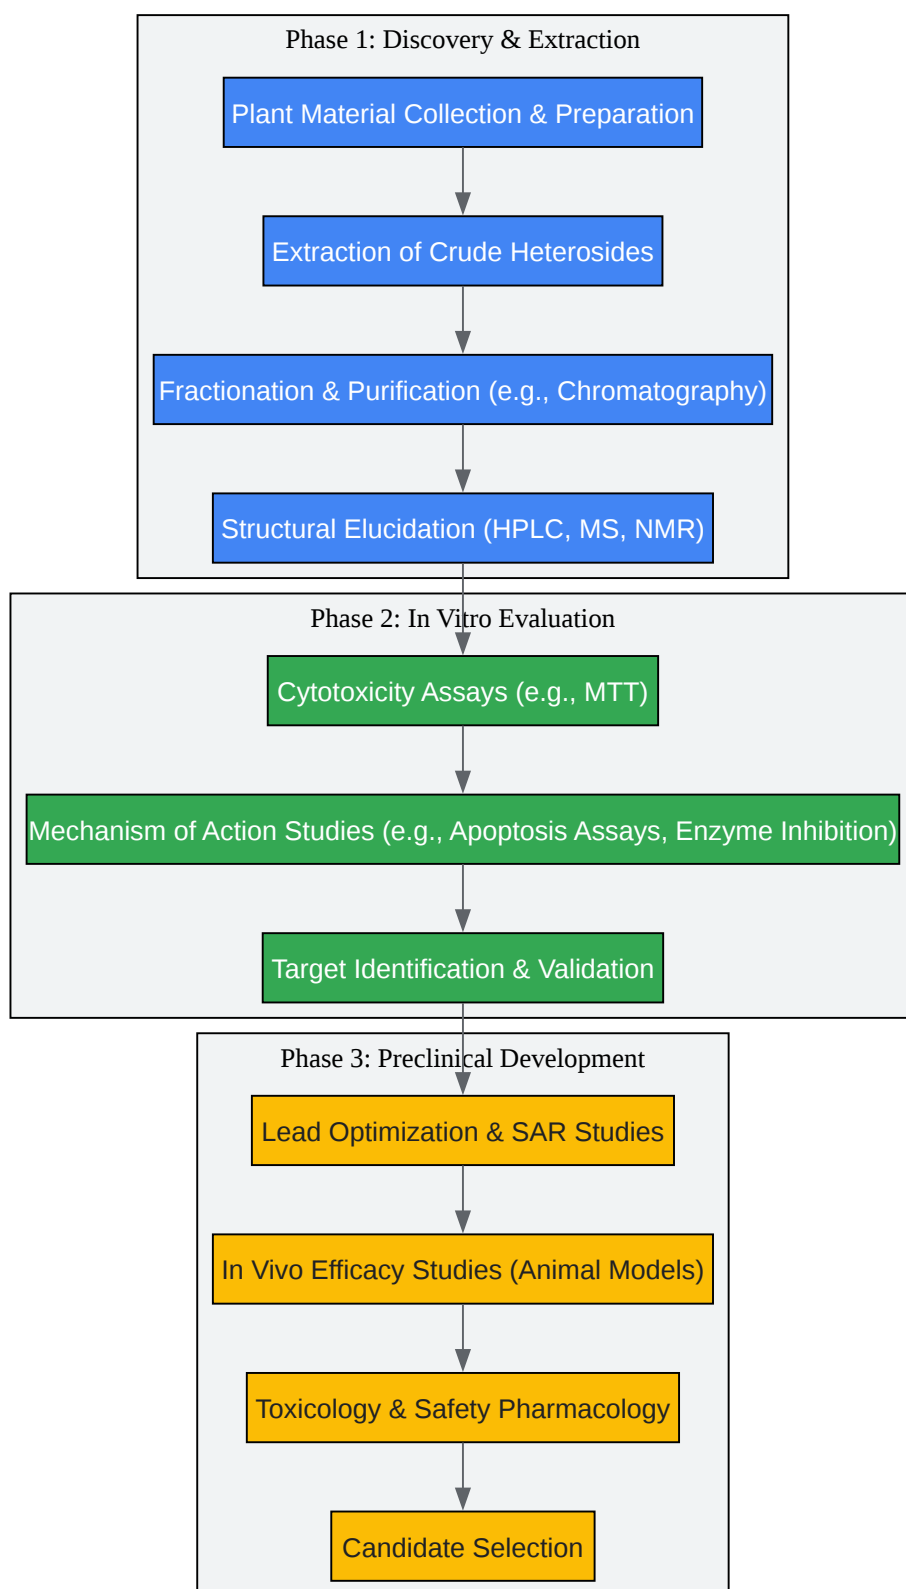 Phase 1: Discovery & Extraction
Plant Material Collection & Preparation
Extraction of Crude Heterosides
Fractionation & Purification (e.g., Chromatography)
Structural Elucidation (HPLC, MS, NMR)
Phase 2: In Vitro Evaluation
Cytotoxicity Assays (e.g., MTT)
Mechanism of Action Studies (e.g., Apoptosis Assays, Enzyme Inhibition)
Target Identification & Validation
Phase 3: Preclinical Development
Lead Optimization & SAR Studies
In Vivo Efficacy Studies (Animal Models)
Toxicology & Safety Pharmacology
Candidate Selection